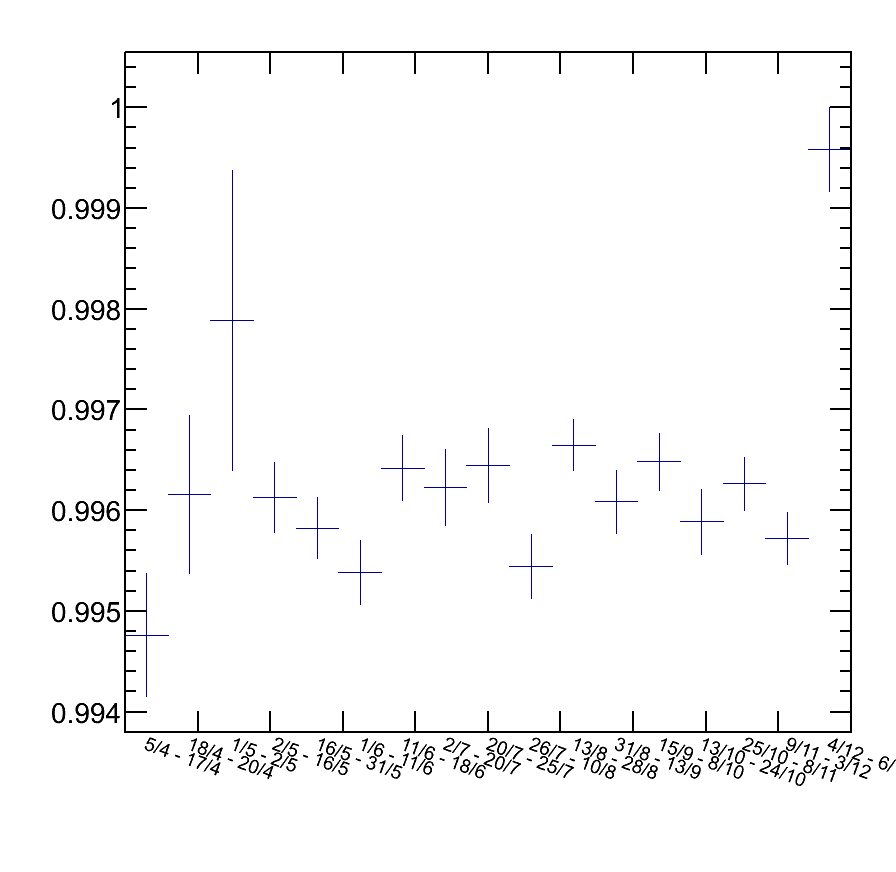 1
0.999
0.998
0.997
0.996
0.995
0.994
5/4 - 17/4
18/4 - 20/4
1/5 - 2/5
2/5 - 16/5
16/5 - 31/5
1/6 - 11/6
11/6 - 18/6
2/7 - 20/7
20/7 - 25/7
26/7 - 10/8
13/8 - 28/8
31/8 - 13/9
15/9 - 8/10
13/10 - 24/10
25/10 - 8/11
9/11 - 3/12
4/12 - 6/